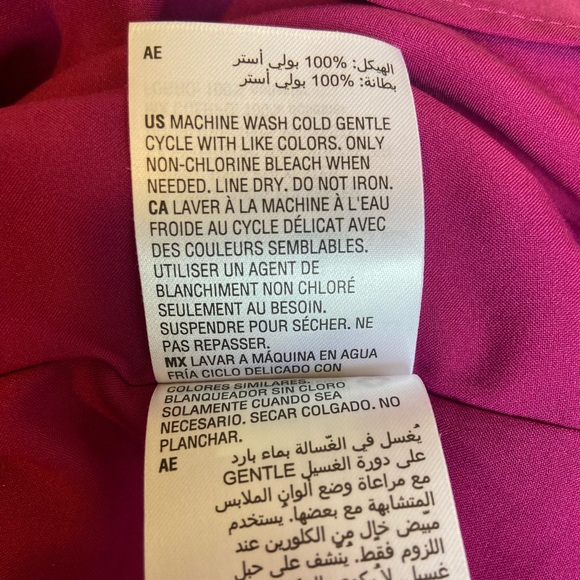 AE
الهيكل: 100% بولي أستر
بطانة: 100% بولي أستر
US MACHINE WASH COLD GENTLE
CYCLE WITH LIKE COLORS. ONLY
NON-CHLORINE BLEACH WHEN
NEEDED. LINE DRY. DO NOT IRON.
CA LAVER À LA MACHINE À L'EAU
FROIDE AU CYCLE DÉLICAT AVEC
DES COULEURS SEMBLABLES.
UTILISER UN AGENT DE
BLANCHIMENT NON CHLORÉ
SEULEMENT AU BESOIN.
SUSPENDRE POUR SÉCHER. NE
PAS REPASSER.
MX LAVAR A MÁQUINA EN AGUA
FRÍA CICLO DELICADO CON
COLORES SIMILARES.
BLANQUEADOR SIN CLORO
SOLAMENTE CUANDO SEA
NECESARIO. SECAR COLGADO. NO
PLANCHAR.
AE
يُغسل في الغسّالة بماء بارد
على دورة الغسيل GENTLE
مع مراعاة وضع ألوان الملابس
المتشابهة مع بعضها. يُستخدم
مبيّض خالٍ من الكلورين عند
اللزوم فقط. يُنشف على حبل